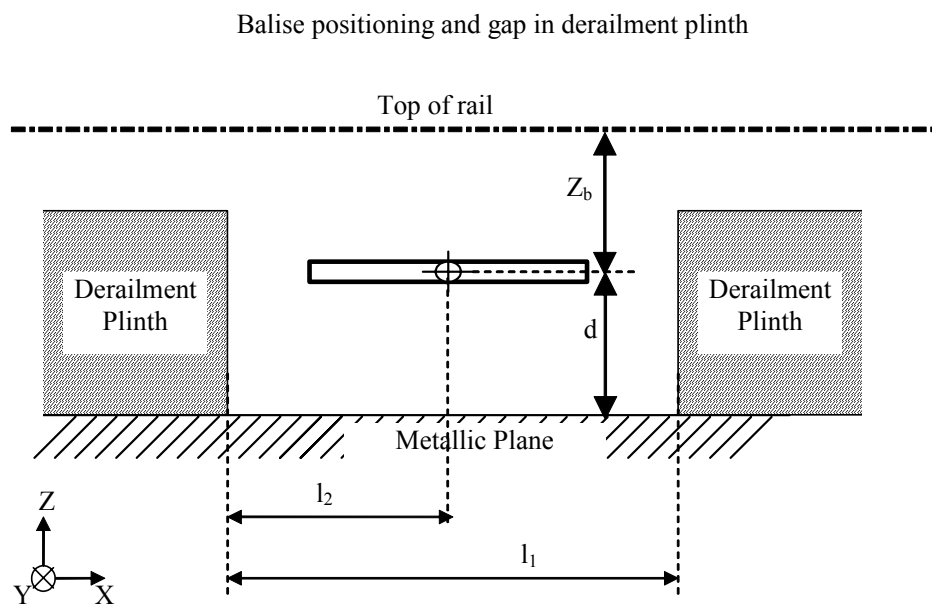 Balise positioning and gap in derailment plinth
Top of rail
Z_b
Derailment
Plinth
d
Derailment
Plinth
Metallic Plane
l_2
l_1
Z
Y
X